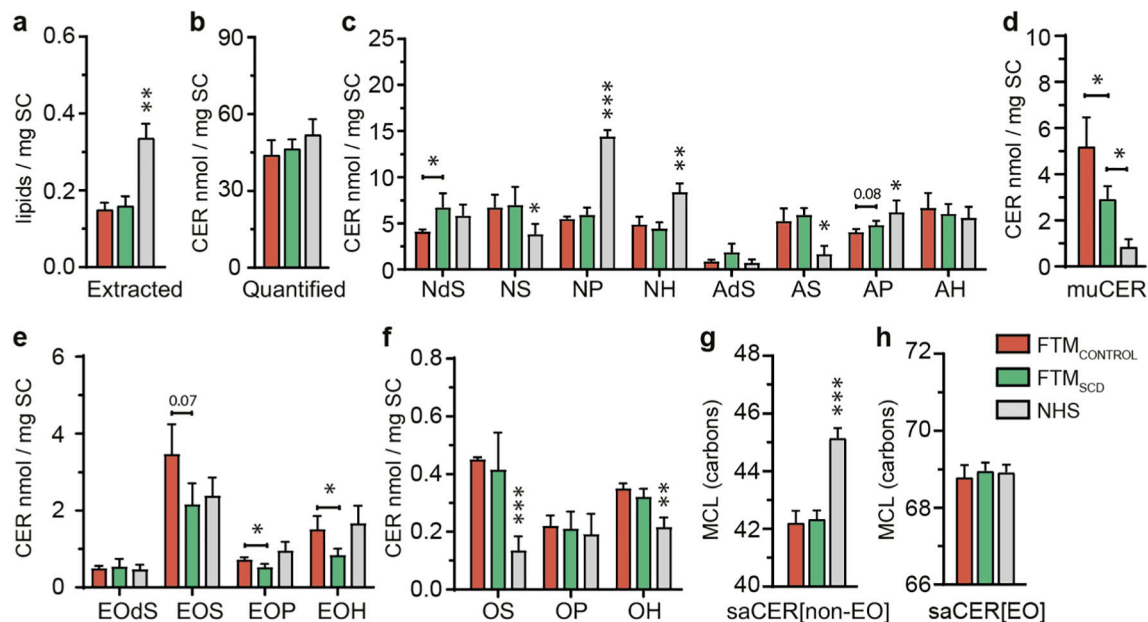 a
lipids / mg SC
0.6
0.4
0.2
0.0
**
Extracted
b
CER nmol / mg SC
90
60
30
0
Quantified
c
CER nmol / mg SC
25
20
15
10
5
0
*
*
***
**
0.08
*
*
NdS NS NP NH AdS AS AP AH
d
CER nmol / mg SC
10
8
6
4
2
0
*
*
muCER
e
CER nmol / mg SC
6
4
2
0
0.07
*
*
EOdS EOS EOP EOH
f
CER nmol / mg SC
0.8
0.6
0.4
0.2
0.0
***
**
OS OP OH
g
MCL (carbons)
48
46
44
42
40
***
saCER[non-EO]
h
MCL (carbons)
72
70
68
66
saCER[EO]
FTMCONTROL
FTMSCD
NHS